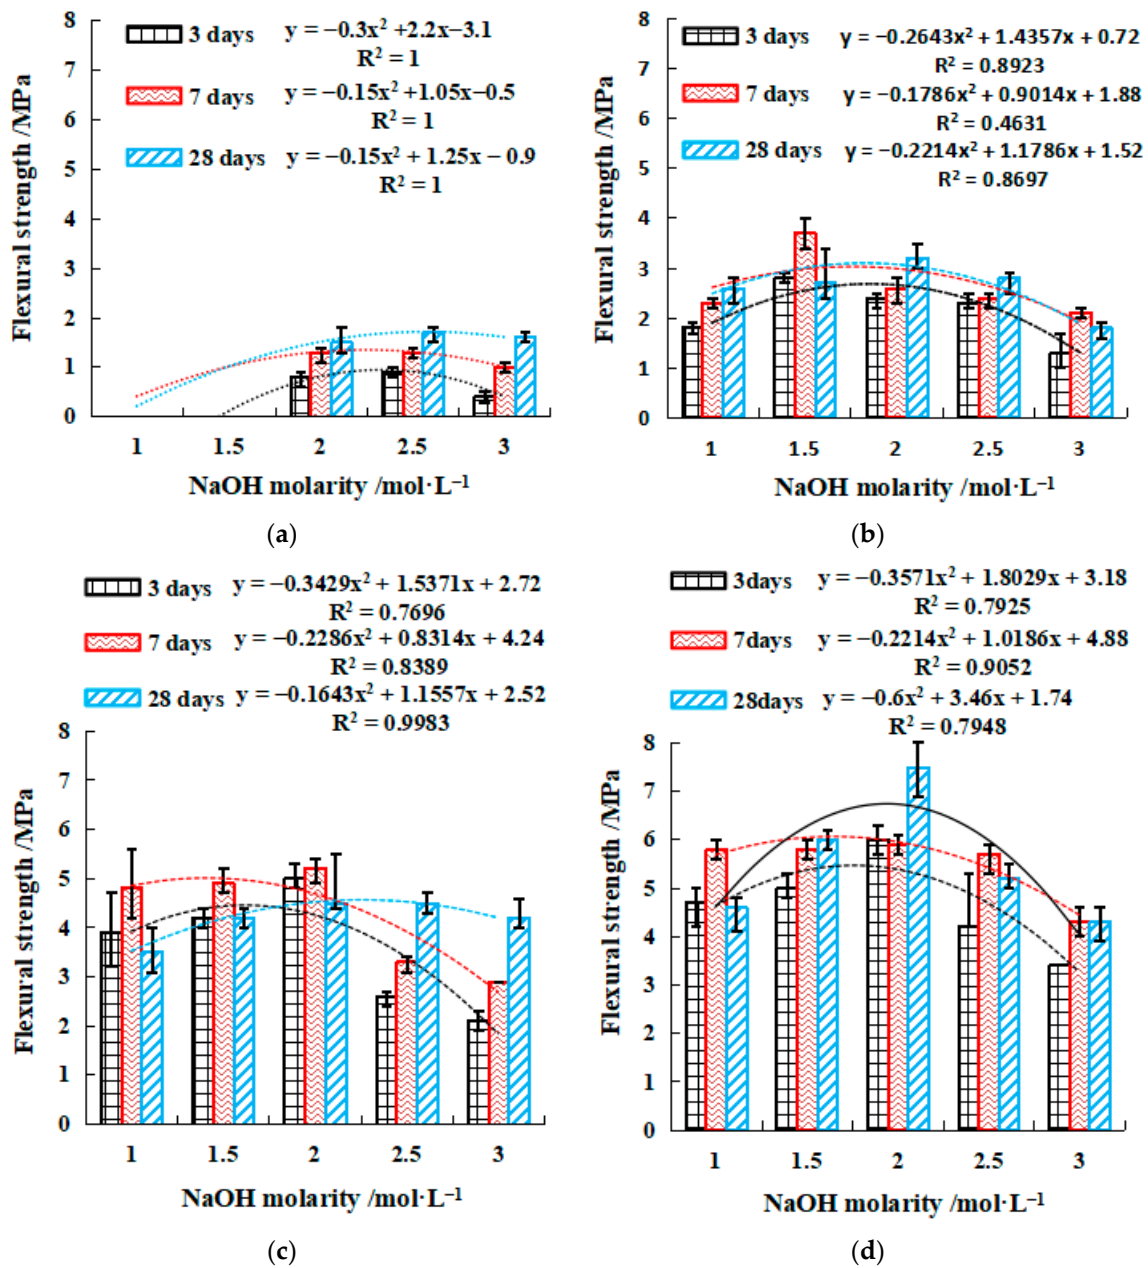 8
7
6
5
4
3
2
1
0
Flexural strength /MPa
3 days y = −0.3x² +2.2x−3.1
R² = 1
7 days y = −0.15x² +1.05x−0.5
R² = 1
28 days y = −0.15x² + 1.25x − 0.9
R² = 1
1 1.5 2 2.5 3
NaOH molarity /mol·L⁻¹
(a)
8
7
6
5
4
3
2
1
0
Flexural strength /MPa
3 days y = −0.2643x² + 1.4357x + 0.72
R² = 0.8923
7 days y = −0.1786x² + 0.9014x + 1.88
R² = 0.4631
28 days y = −0.2214x² + 1.1786x + 1.52
R² = 0.8697
1 1.5 2 2.5 3
NaOH molarity /mol·L⁻¹
(b)
3 days y = −0.3429x² + 1.5371x + 2.72
R² = 0.7696
7 days y = −0.2286x² + 0.8314x + 4.24
R² = 0.8389
28 days y = −0.1643x² + 1.1557x + 2.52
R² = 0.9983
8
7
6
5
4
3
2
1
0
Flexural strength /MPa
1 1.5 2 2.5 3
NaOH molarity /mol·L⁻¹
(c)
3days y = −0.3571x² + 1.8029x + 3.18
R² = 0.7925
7days y = −0.2214x² + 1.0186x + 4.88
R² = 0.9052
28days y = −0.6x² + 3.46x + 1.74
R² = 0.7948
8
7
6
5
4
3
2
1
0
Flexural strength /MPa
1 1.5 2 2.5 3
NaOH molarity /mol·L⁻¹
(d)